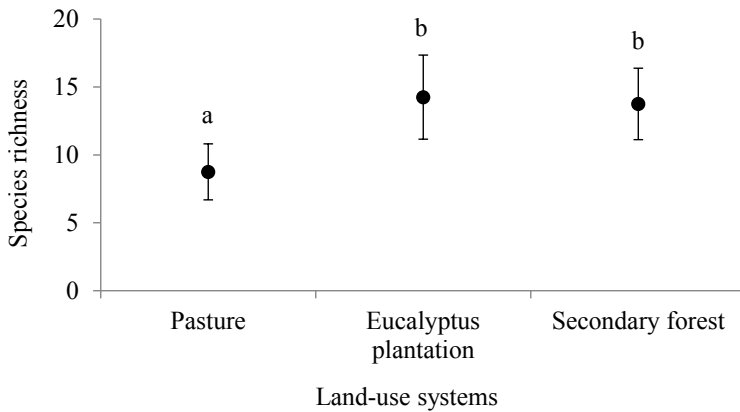 20
15
10
5
0
Species richness
a
b
b
Pasture
Eucalyptus
plantation
Secondary forest
Land-use systems